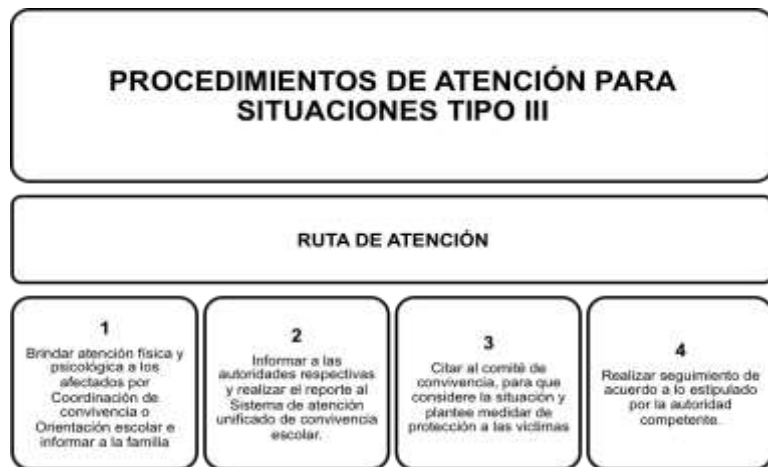 PROCEDIMIENTOS DE ATENCIÓN PARA
SITUACIONES TIPO III
RUTA DE ATENCIÓN
1
Brindar atención física y
psicológica a los
afectados por
Coordinación de
convivencia o
Orientación escolar e
informar a la familia
2
Informar a las
autoridades respectivas
y realizar el reporte al
Sistema de atención
unificado de convivencia
escolar.
3
Citar al comité de
convivencia, para que
considere la situación y
plantee medidar de
protección a las victimas
4
Realizar seguimiento de
acuerdo a lo estipulado
por la autoridad
competente.